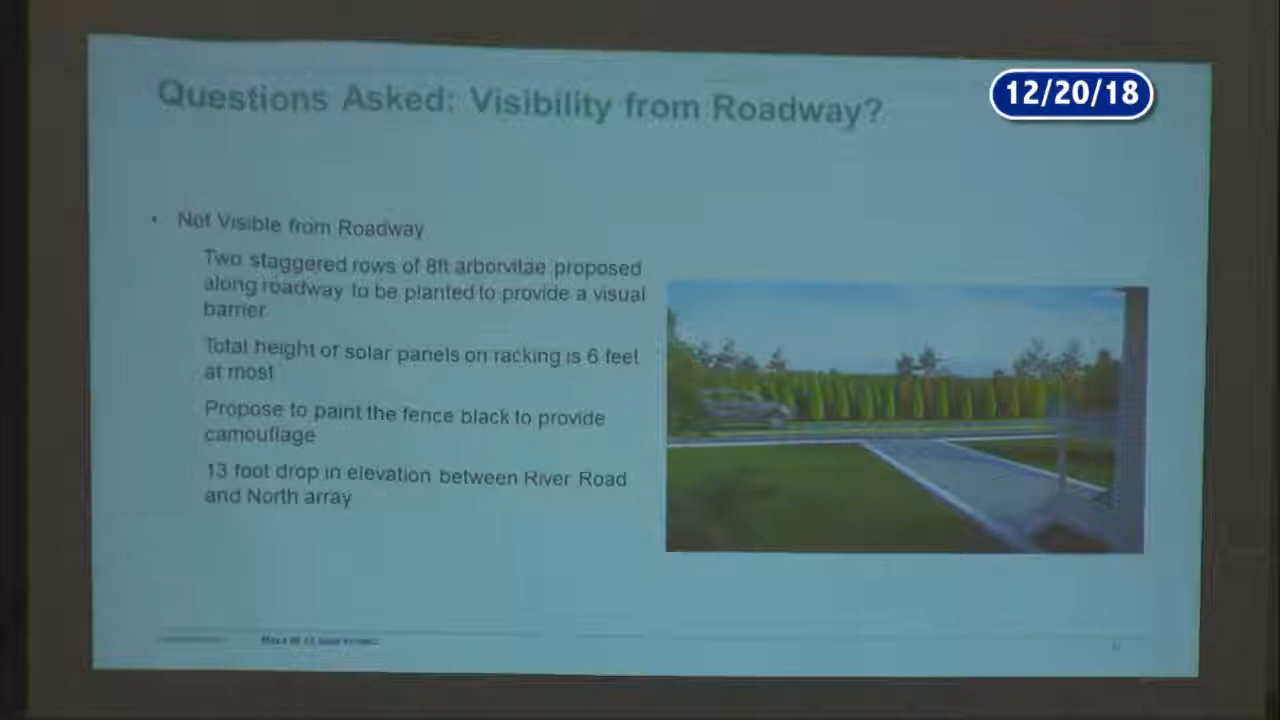 12/20/18
Questions Asked: Visibility from Roadway?
• Not Visible from Roadway
Two staggered rows of 8ft arborvitae proposed
along roadway to be planted to provide a visual
barrier
Total height of solar panels on racking is 6 feet
at most
Propose to paint the fence black to provide
camouflage
13 foot drop in elevation between River Road
and North array